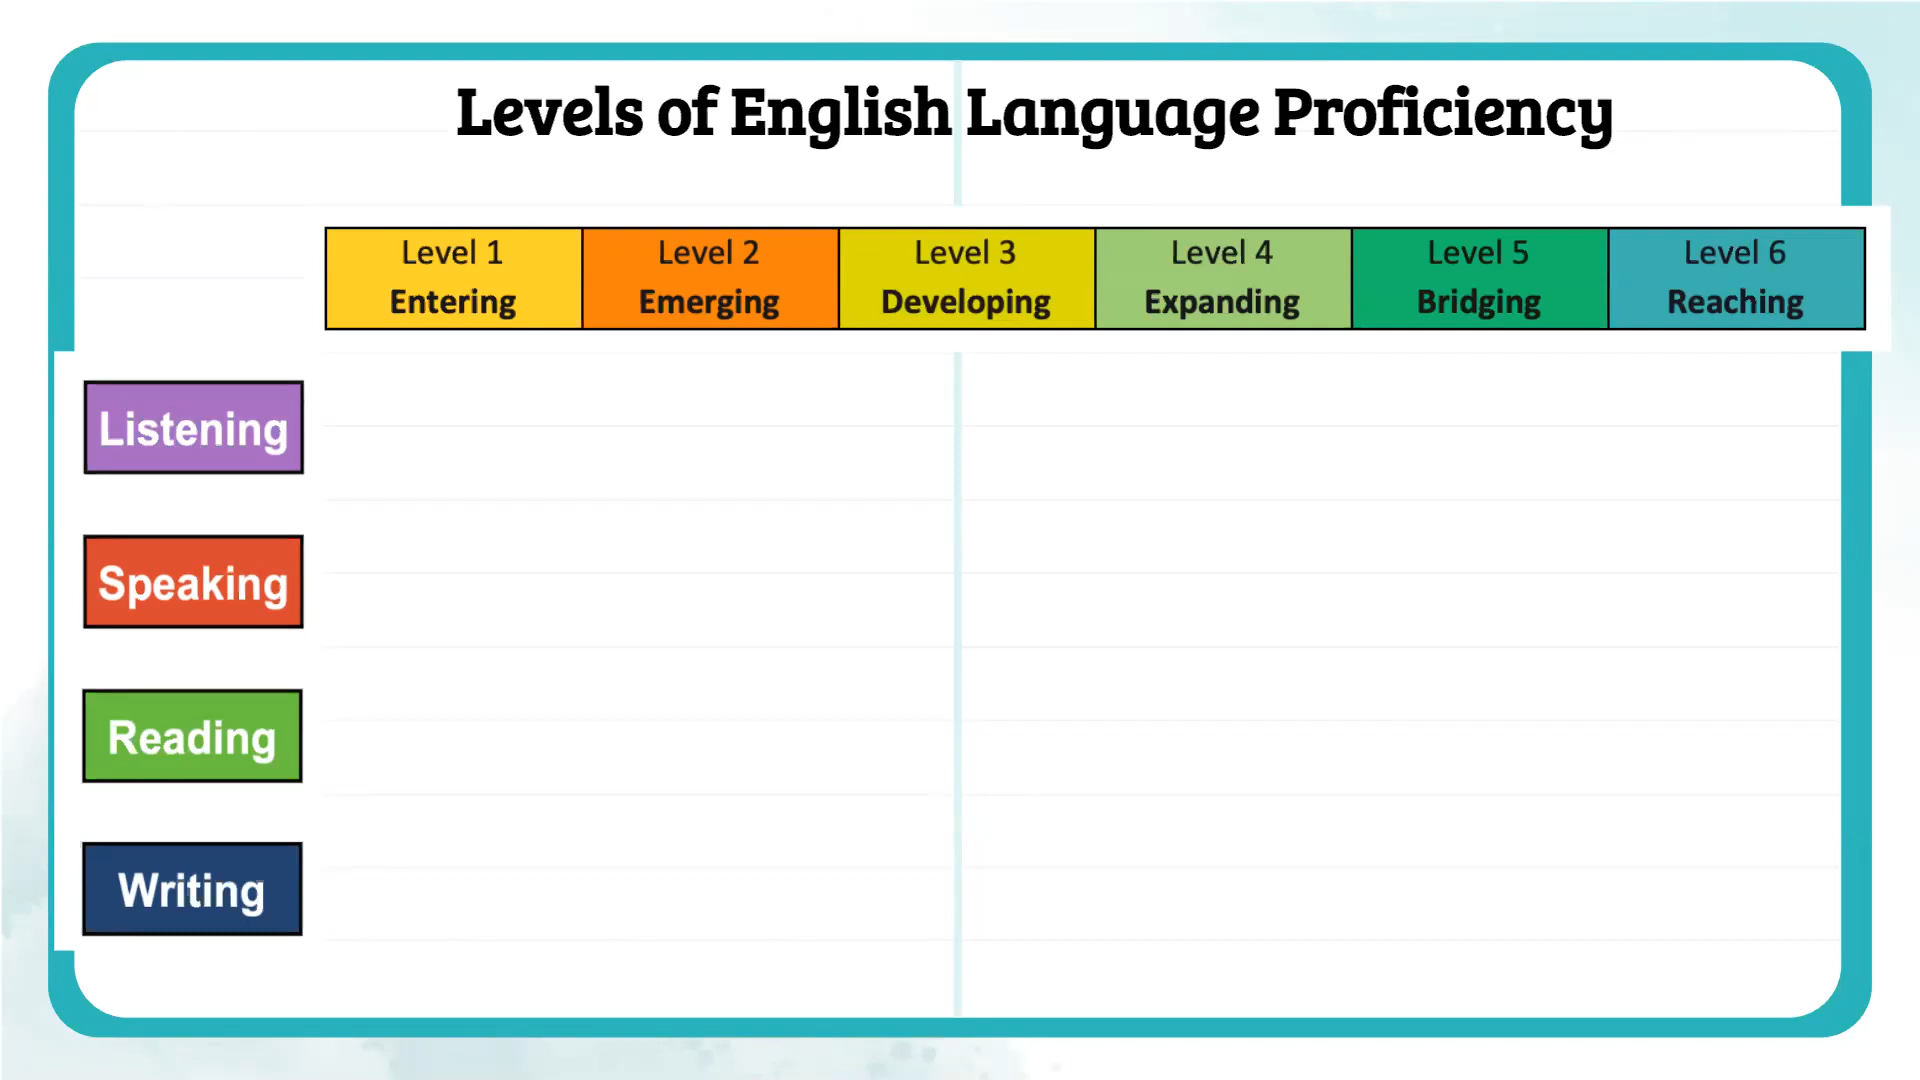 Levels of English Language Proficiency
Level 1 Level 2 Level 3 Level 4 Level 5 Level 6
Entering Emerging Developing Expanding Bridging Reaching
Listening
Speaking
Reading
Writing